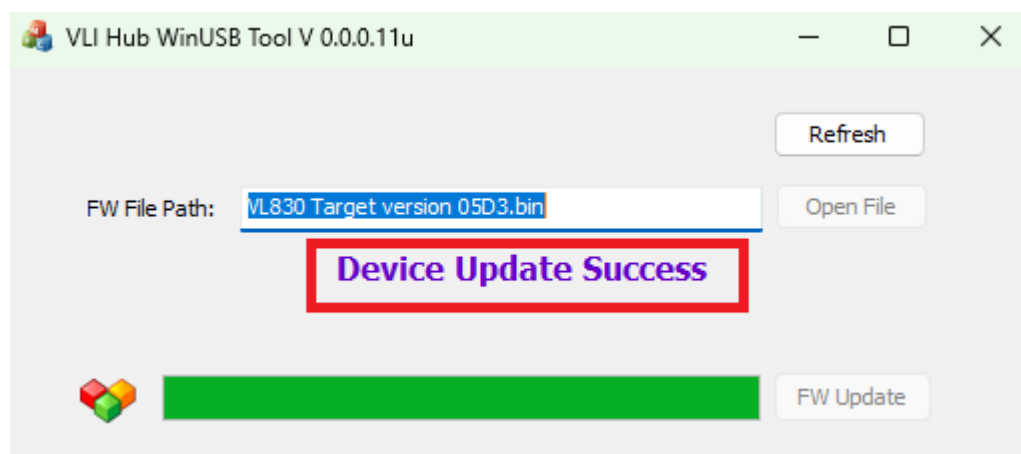 VLI Hub WinUSB Tool V 0.0.0.11u
Refresh
FW File Path: VL830 Target version 05D3.bin Open File
Device Update Success
FW Update